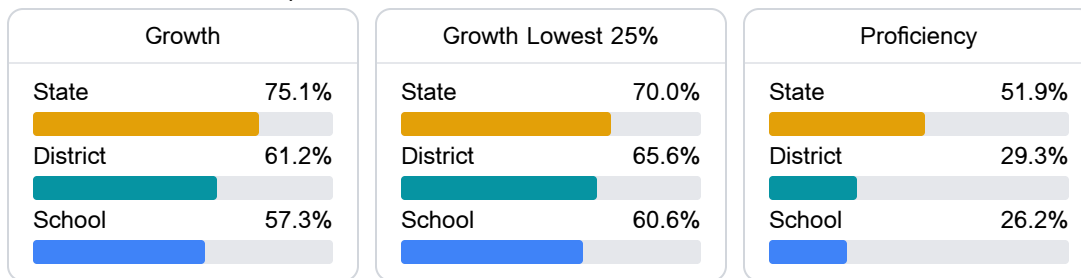 Growth
State 75.1%
District 61.2%
School 57.3%
Growth Lowest 25%
State 70.0%
District 65.6%
School 60.6%
Proficiency
State 51.9%
District 29.3%
School 26.2%